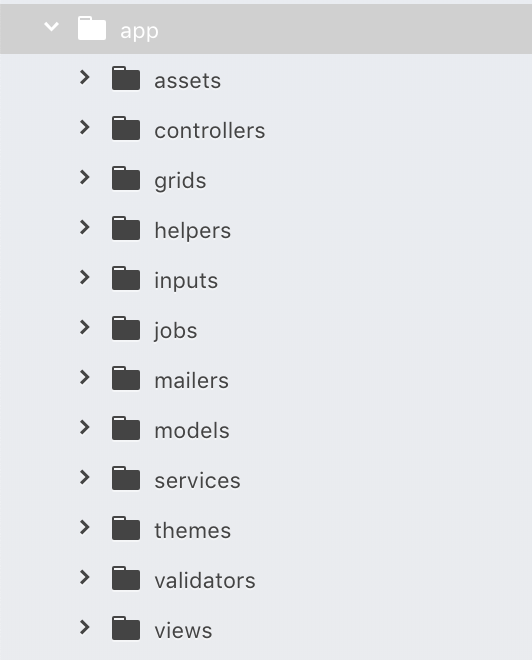 app
assets
controllers
grids
helpers
inputs
jobs
mailers
models
services
themes
validators
views